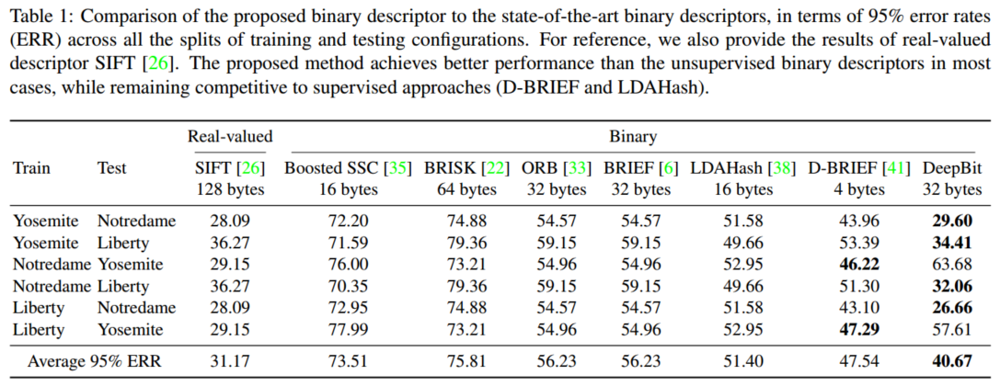 Table 1: Comparison of the proposed binary descriptor to the state-of-the-art binary descriptors, in terms of 95% error rates
(ERR) across all the splits of training and testing configurations. For reference, we also provide the results of real-valued
descriptor SIFT [26]. The proposed method achieves better performance than the unsupervised binary descriptors in most
cases, while remaining competitive to supervised approaches (D-BRIEF and LDAHash).
Real-valued Binary
Train Test SIFT [26] Boosted SSC [35] BRISK [22] ORB [33] BRIEF [6] LDAHash [38] D-BRIEF [41] DeepBit
128 bytes 16 bytes 64 bytes 32 bytes 32 bytes 16 bytes 4 bytes 32 bytes
Yosemite Notredame 28.09 72.20 74.88 54.57 54.57 51.58 43.96 29.60
Yosemite Liberty 36.27 71.59 79.36 59.15 59.15 49.66 53.39 34.41
Notredame Yosemite 29.15 76.00 73.21 54.96 54.96 52.95 46.22 63.68
Notredame Liberty 36.27 70.35 79.36 59.15 59.15 49.66 51.30 32.06
Liberty Notredame 28.09 72.95 74.88 54.57 54.57 51.58 43.10 26.66
Liberty Yosemite 29.15 77.99 73.21 54.96 54.96 52.95 47.29 57.61
Average 95% ERR 31.17 73.51 75.81 56.23 56.23 51.40 47.54 40.67